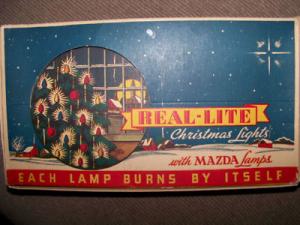 REAL-LITE
Christmas Lights
with MAZDA Lamps.
EACH LAMP BURNS BY ITSELF